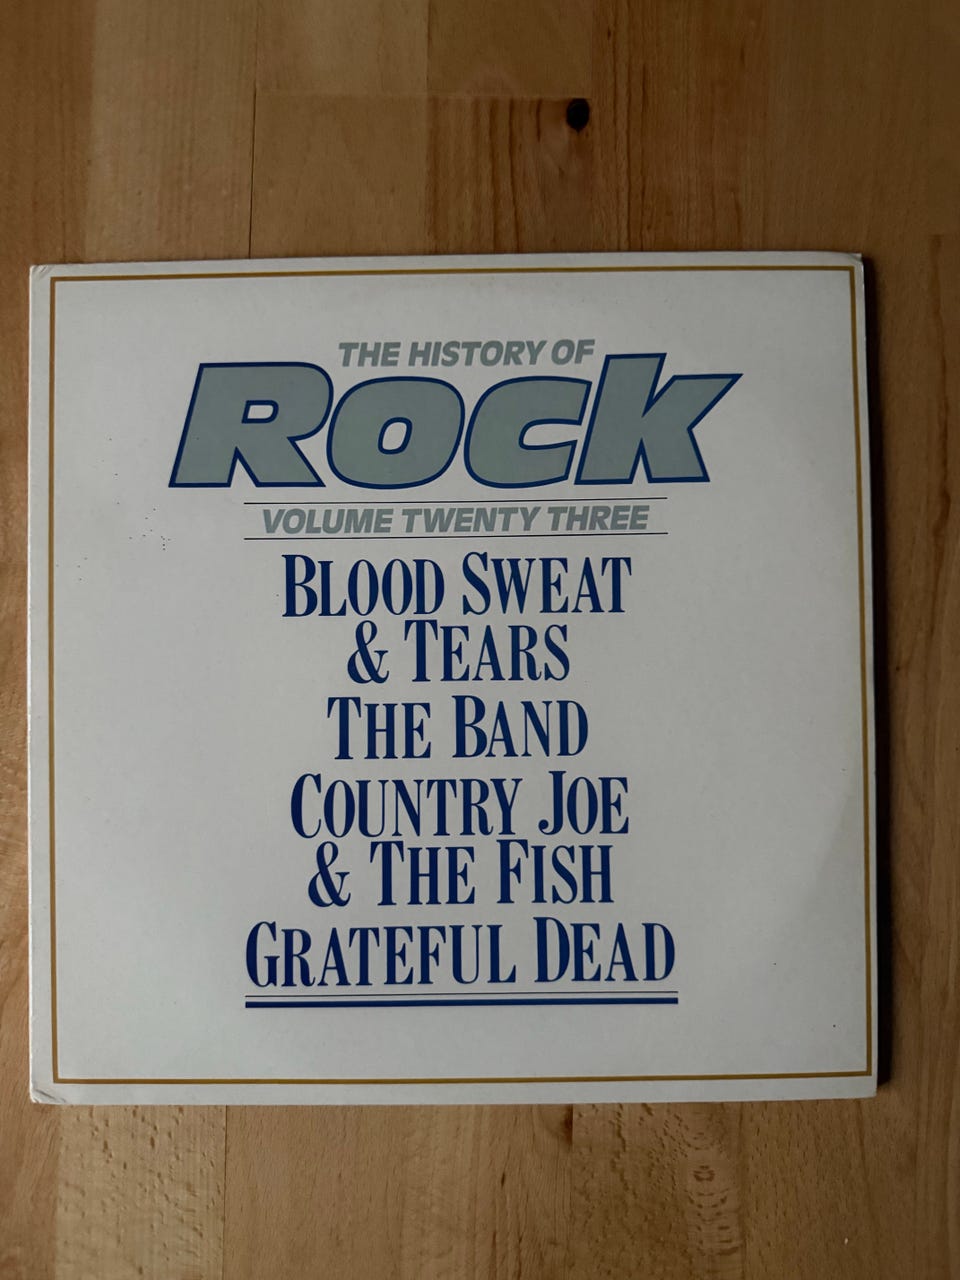 THE HISTORY OF
ROCK
VOLUME TWENTY THREE
BLOOD SWEAT
& TEARS
THE BAND
COUNTRY JOE
& THE FISH
GRATEFUL DEAD